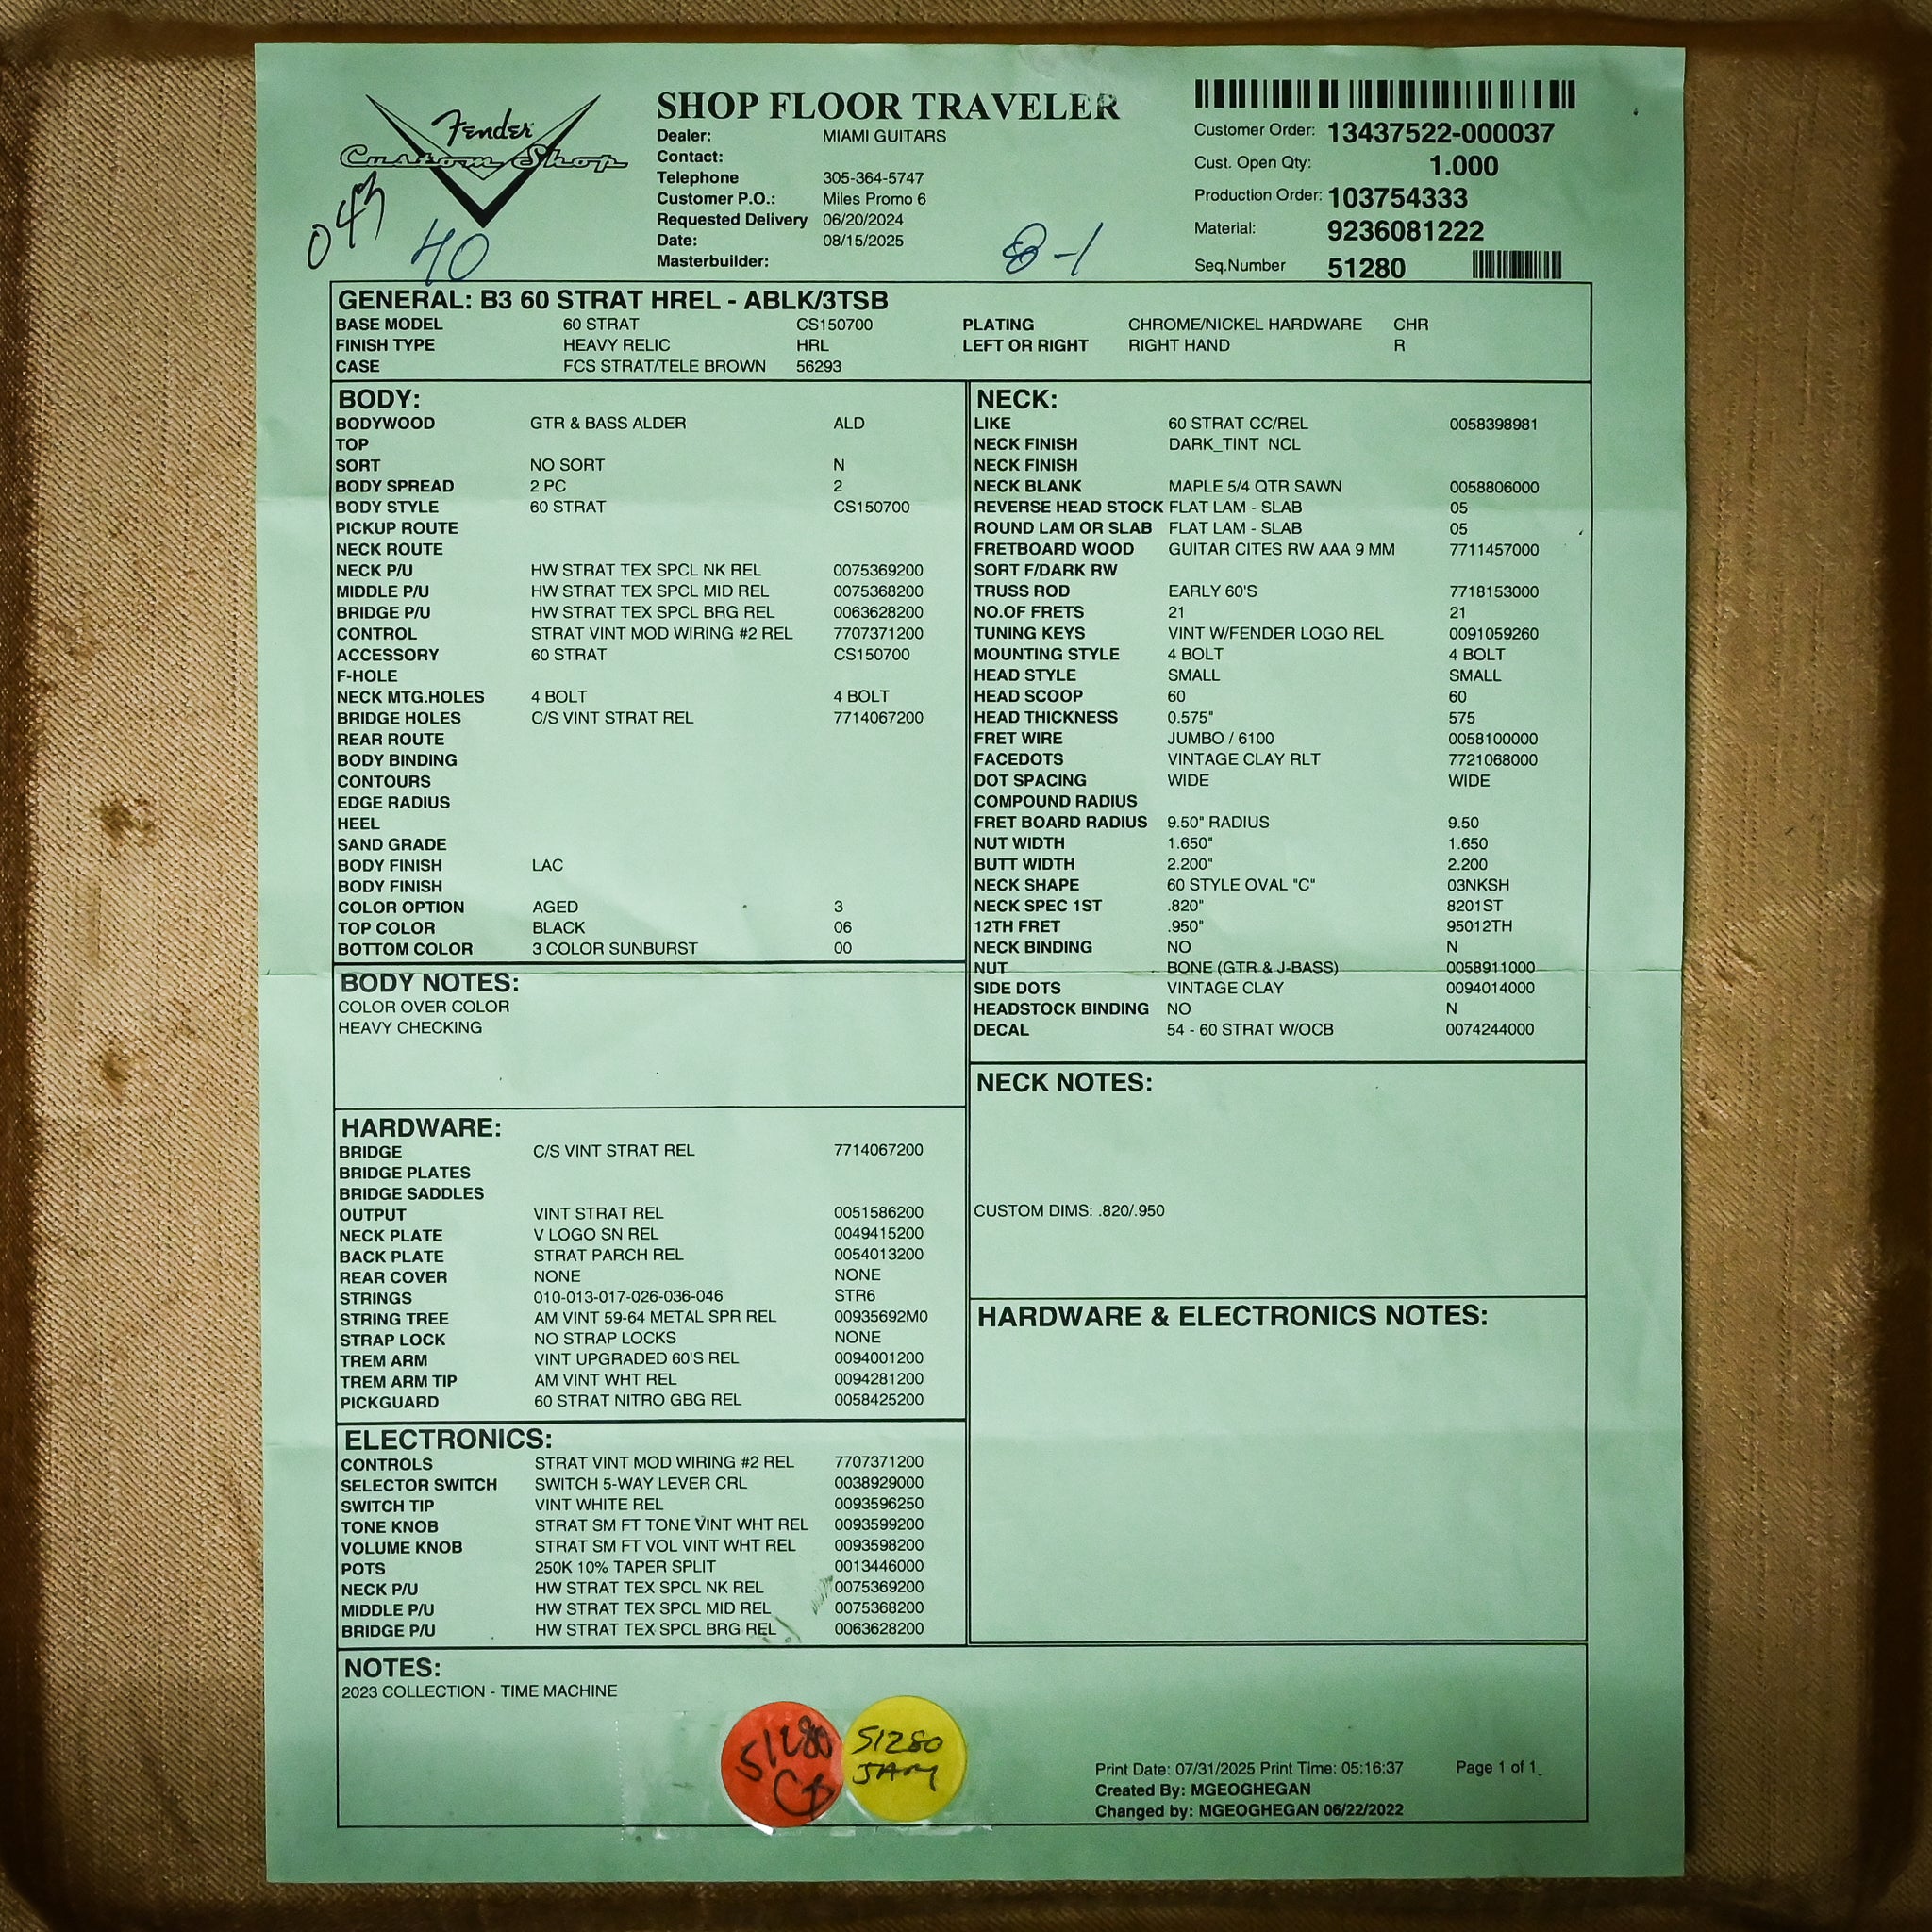 Fender
Custom Shop
043
40
SHOP FLOOR TRAVELER
Dealer: MIAMI GUITARS
Contact:
Telephone 305-364-5747
Customer P.O.: Miles Promo 6
Requested Delivery 06/20/2024
Date: 08/15/2025
Masterbuilder:
8-1
Customer Order: 13437522-000037
Cust. Open Qty: 1.000
Production Order: 103754333
Material: 9236081222
Seq.Number 51280
GENERAL: B3 60 STRAT HREL - ABLK/3TSB
BASE MODEL 60 STRAT CS150700
FINISH TYPE HEAVY RELIC HRL
CASE FCS STRAT/TELE BROWN 56293
PLATING CHROME/NICKEL HARDWARE CHR
LEFT OR RIGHT RIGHT HAND R
BODY:
BODYWOOD GTR & BASS ALDER ALD
TOP
SORT NO SORT N
BODY SPREAD 2 PC 2
BODY STYLE 60 STRAT CS150700
PICKUP ROUTE
NECK ROUTE
NECK P/U HW STRAT TEX SPCL NK REL 0075369200
MIDDLE P/U HW STRAT TEX SPCL MID REL 0075368200
BRIDGE P/U HW STRAT TEX SPCL BRG REL 0063628200
CONTROL STRAT VINT MOD WIRING #2 REL 7707371200
ACCESSORY 60 STRAT CS150700
F-HOLE
NECK MTG.HOLES 4 BOLT 4 BOLT
BRIDGE HOLES C/S VINT STRAT REL 7714067200
REAR ROUTE
BODY BINDING
CONTOURS
EDGE RADIUS
HEEL
SAND GRADE
BODY FINISH LAC
BODY FINISH
COLOR OPTION AGED 3
TOP COLOR BLACK 06
BOTTOM COLOR 3 COLOR SUNBURST 00
BODY NOTES:
COLOR OVER COLOR
HEAVY CHECKING
HARDWARE:
BRIDGE C/S VINT STRAT REL 7714067200
BRIDGE PLATES
BRIDGE SADDLES
OUTPUT VINT STRAT REL 0051586200
NECK PLATE V LOGO SN REL 0049415200
BACK PLATE STRAT PARCH REL 0054013200
REAR COVER NONE NONE
STRINGS 010-013-017-026-036-046 STR6
STRING TREE AM VINT 59-64 METAL SPR REL 00935692M0
STRAP LOCK NO STRAP LOCKS NONE
TREM ARM VINT UPGRADED 60'S REL 0094001200
TREM ARM TIP AM VINT WHT REL 0094281200
PICKGUARD 60 STRAT NITRO GBG REL 0058425200
ELECTRONICS:
CONTROLS STRAT VINT MOD WIRING #2 REL 7707371200
SELECTOR SWITCH SWITCH 5-WAY LEVER CRL 0038929000
SWITCH TIP VINT WHITE REL 0093596250
TONE KNOB STRAT SM FT TONE VINT WHT REL 0093599200
VOLUME KNOB STRAT SM FT VOL VINT WHT REL 0093598200
POTS 250K 10% TAPER SPLIT 0013446000
NECK P/U HW STRAT TEX SPCL NK REL 0075369200
MIDDLE P/U HW STRAT TEX SPCL MID REL 0075368200
BRIDGE P/U HW STRAT TEX SPCL BRG REL 0063628200
NECK:
LIKE 60 STRAT CC/REL 0058398981
NECK FINISH DARK_TINT NCL
NECK FINISH
NECK BLANK MAPLE 5/4 QTR SAWN 0058806000
REVERSE HEAD STOCK FLAT LAM - SLAB 05
ROUND LAM OR SLAB FLAT LAM - SLAB 05
FRETBOARD WOOD GUITAR CITES RW AAA 9 MM 7711457000
SORT F/DARK RW
TRUSS ROD EARLY 60'S 7718153000
NO.OF FRETS 21 21
TUNING KEYS VINT W/FENDER LOGO REL 0091059260
MOUNTING STYLE 4 BOLT 4 BOLT
HEAD STYLE SMALL SMALL
HEAD SCOOP 60 60
HEAD THICKNESS 0.575" 575
FRET WIRE JUMBO / 6100 0058100000
FACEDOTS VINTAGE CLAY RLT 7721068000
DOT SPACING WIDE WIDE
COMPOUND RADIUS
FRET BOARD RADIUS 9.50" RADIUS 9.50
NUT WIDTH 1.650" 1.650
BUTT WIDTH 2.200" 2.200
NECK SHAPE 60 STYLE OVAL "C" 03NKSH
NECK SPEC 1ST .820" 8201ST
12TH FRET .950" 95012TH
NECK BINDING NO N
NUT BONE (GTR & J-BASS) 0058911000
SIDE DOTS VINTAGE CLAY 0094014000
HEADSTOCK BINDING NO N
DECAL 54 - 60 STRAT W/OCB 0074244000
NECK NOTES:
CUSTOM DIMS: .820/.950
HARDWARE & ELECTRONICS NOTES:
NOTES:
2023 COLLECTION - TIME MACHINE
51280
51280
Print Date: 07/31/2025 Print Time: 05:16:37 Page 1 of 1
Created By: MGEOGHEGAN
Changed by: MGEOGHEGAN 06/22/2022